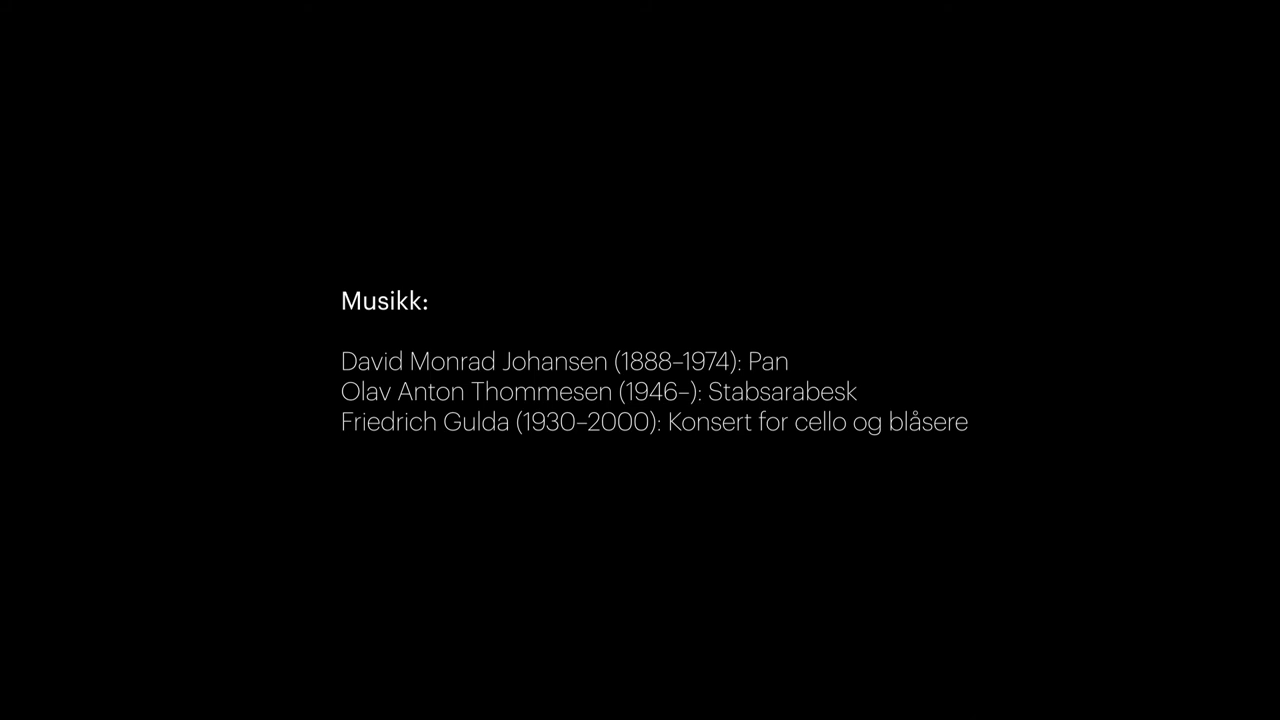 Musikk:
David Monrad Johansen (1888–1974): Pan
Olav Anton Thommesen (1946–): Stabsarabesk
Friedrich Gulda (1930–2000): Konsert for cello og blåsere